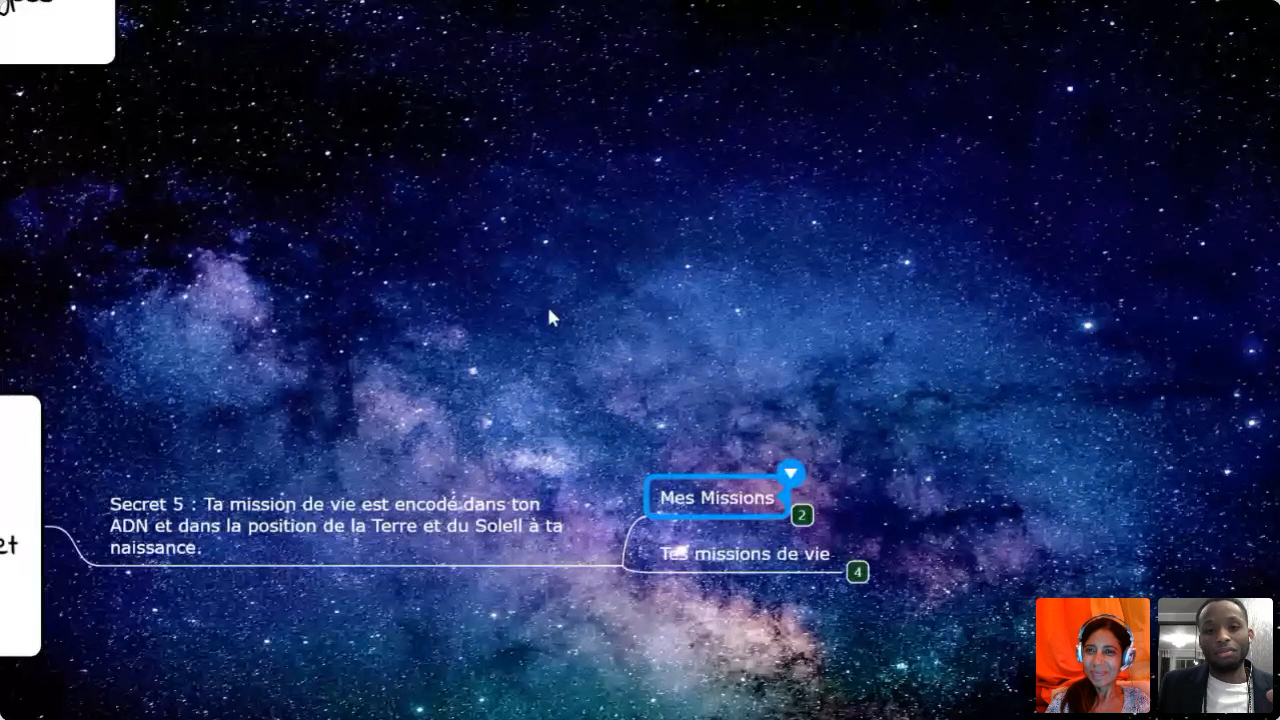 et
Secret 5 : Ta mission de vie est encodé dans ton
ADN et dans la position de la Terre et du Soleil à ta
naissance.
Mes Missions
2
Tes missions de vie
4